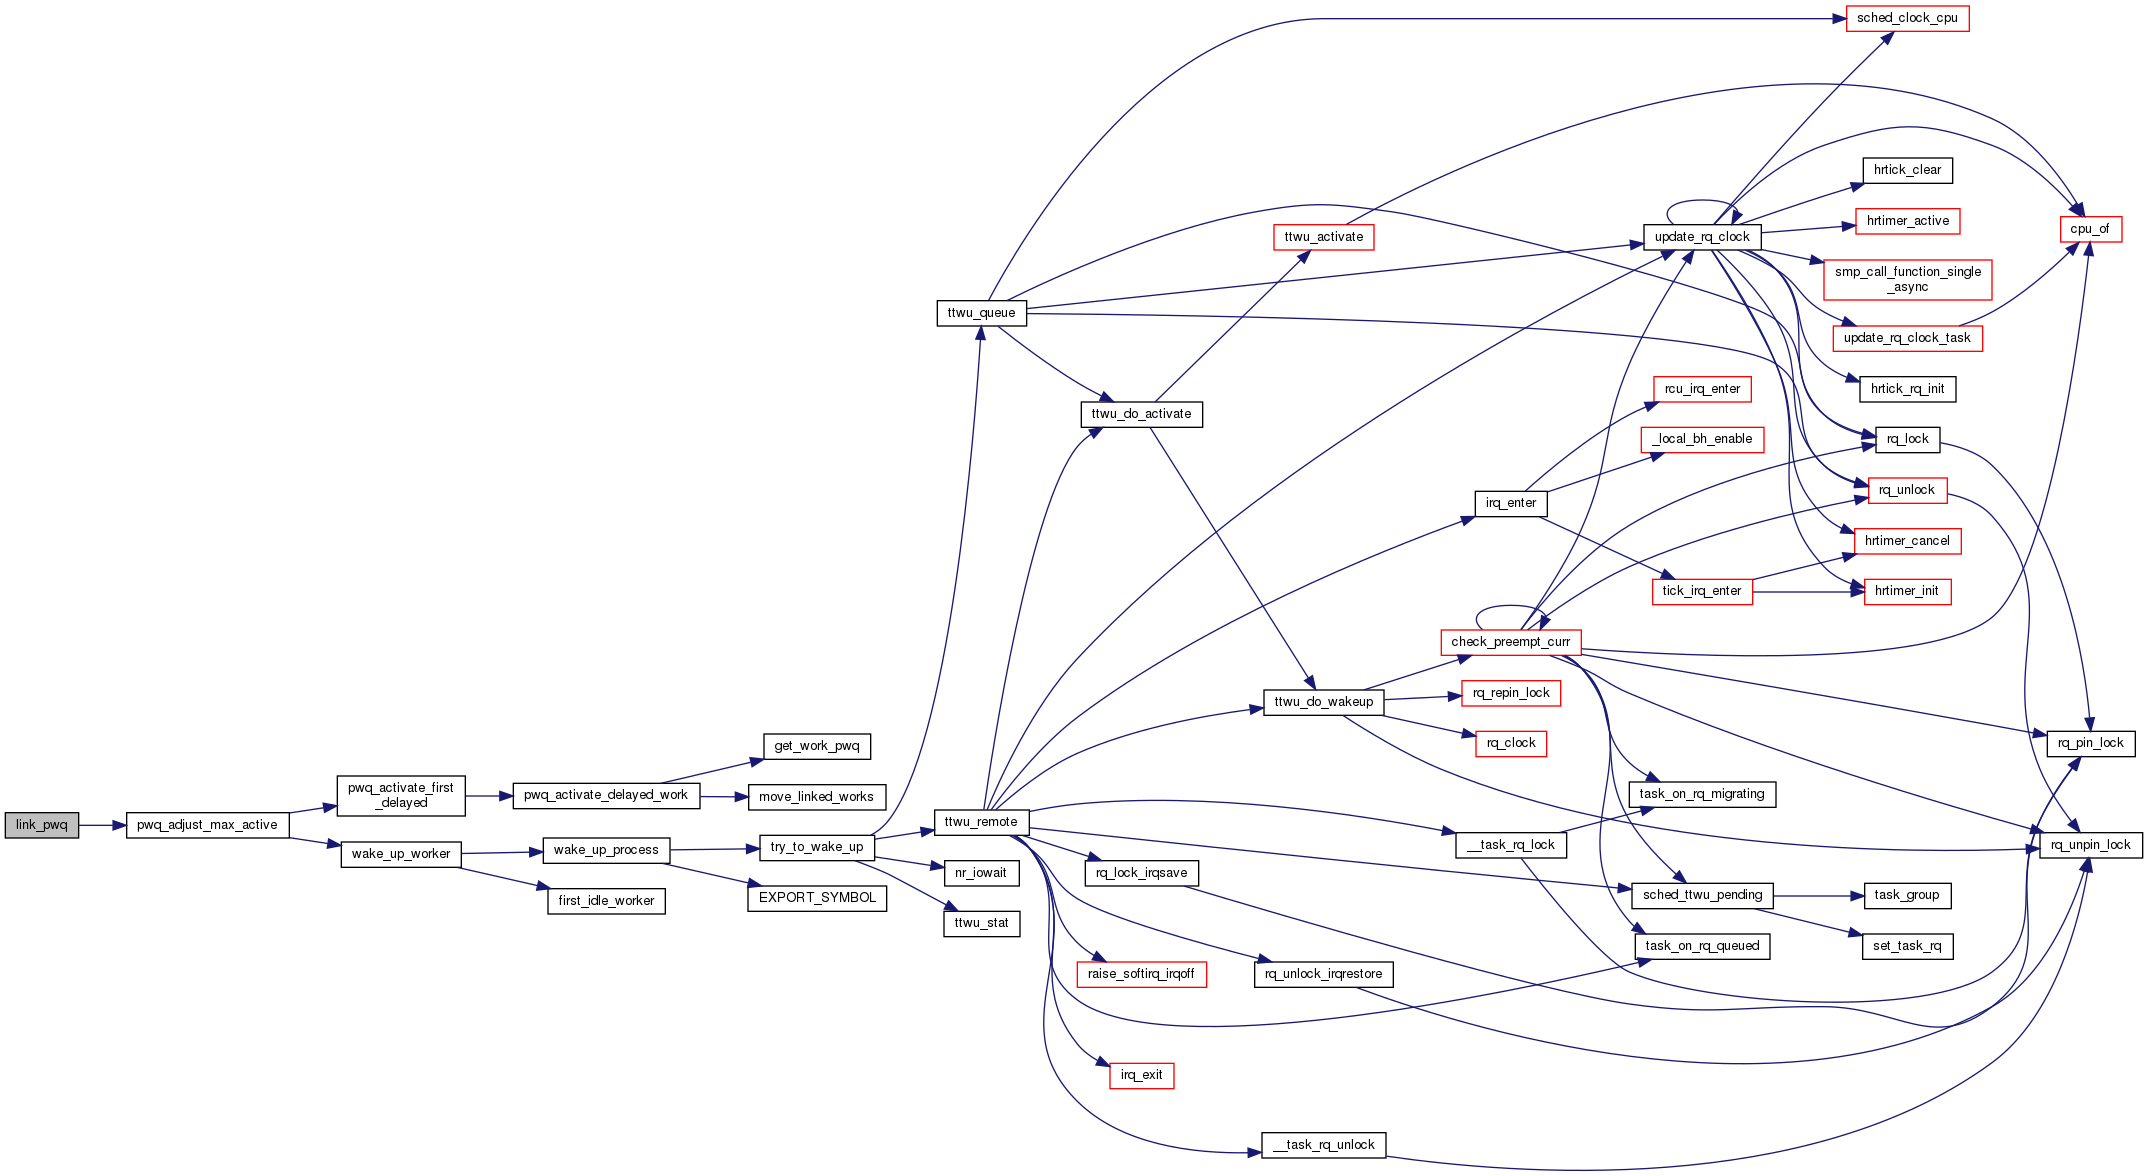 link_pwq
pwq_adjust_max_active
pwq_activate_first
_delayed
wake_up_worker
pwq_activate_delayed_work
wake_up_process
first_idle_worker
get_work_pwq
move_linked_works
try_to_wake_up
EXPORT_SYMBOL
ttwu_queue
ttwu_remote
nr_iowait
ttwu_stat
ttwu_do_activate
rq_lock_irqsave
raise_softirq_irqoff
irq_exit
ttwu_activate
ttwu_do_wakeup
rq_unlock_irqrestore
__task_rq_unlock
irq_enter
check_preempt_curr
rq_repin_lock
rq_clock
__task_rq_lock
update_rq_clock
rcu_irq_enter
_local_bh_enable
tick_irq_enter
task_on_rq_migrating
sched_ttwu_pending
task_on_rq_queued
sched_clock_cpu
hrtick_clear
hrtimer_active
smp_call_function_single
_async
update_rq_clock_task
hrtick_rq_init
rq_lock
rq_unlock
hrtimer_cancel
hrtimer_init
task_group
set_task_rq
cpu_of
rq_pin_lock
rq_unpin_lock